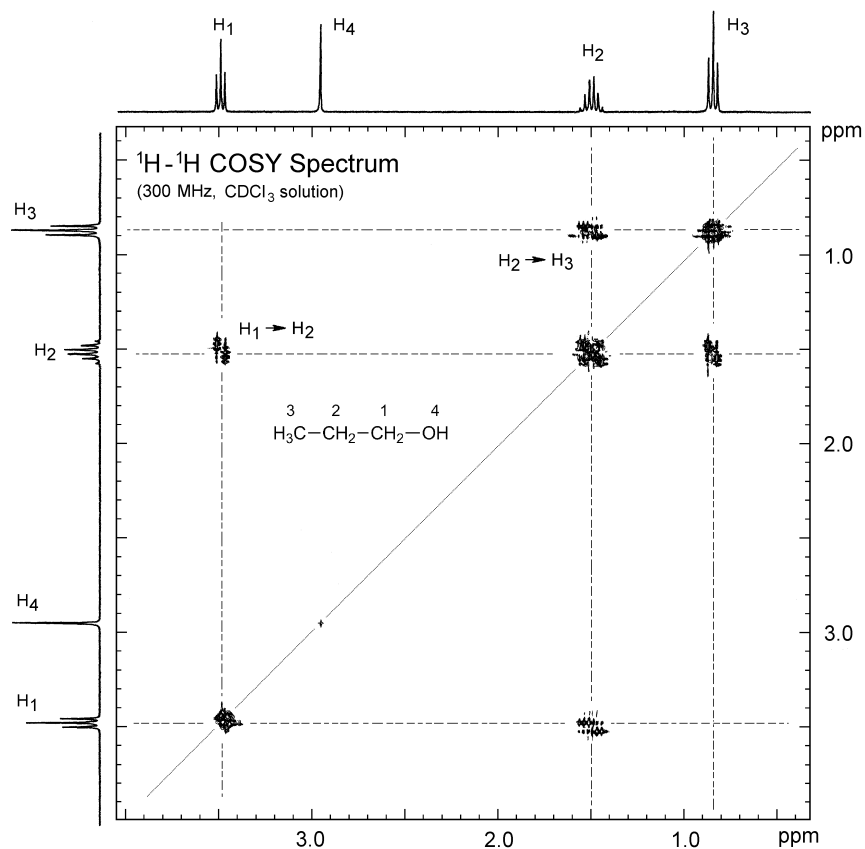 H₁
H₄
H₂
H₃
ppm
¹H-¹H COSY Spectrum
(300 MHz, CDCl₃ solution)
H₃
H₂ → H₃
1.0
H₁ → H₂
H₂
3 2 1 4
H₃C–CH₂–CH₂–OH
2.0
H₄
3.0
H₁
3.0 2.0 1.0 ppm